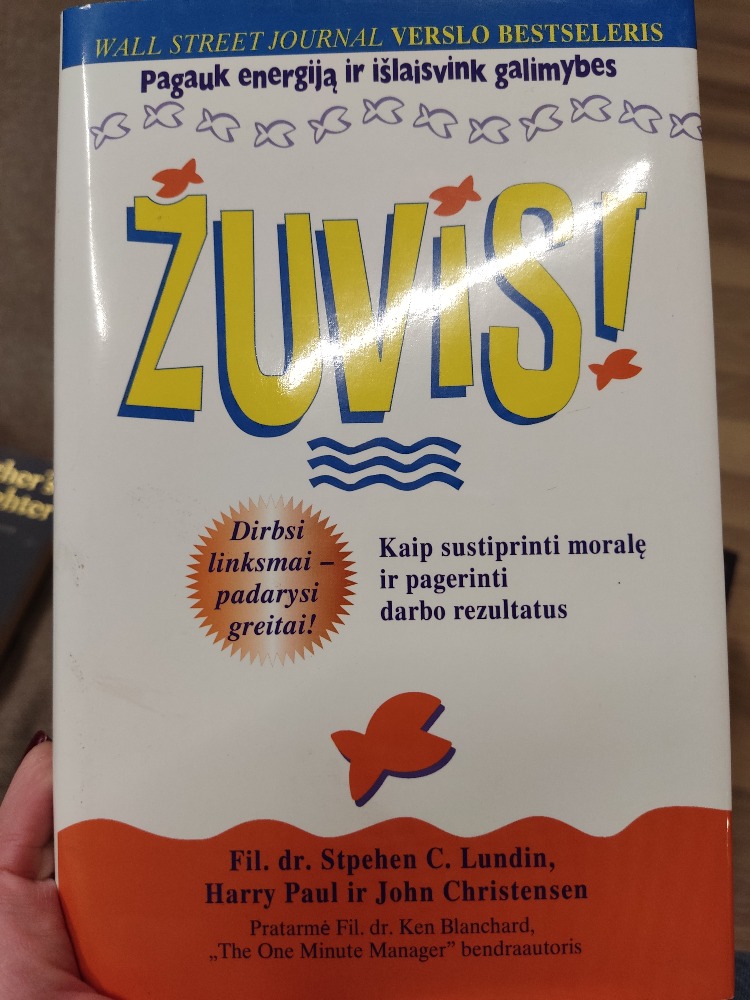 WALL STREET JOURNAL VERSLO BESTSELERIS
Pagauk energiją ir išlaisvink galimybes
ŽUVIS!
Dirbsi
linksmai –
padarysi
greitai!
Kaip sustiprinti moralę
ir pagerinti
darbo rezultatus
Fil. dr. Stpehen C. Lundin,
Harry Paul ir John Christensen
Pratarmė Fil. dr. Ken Blanchard,
„The One Minute Manager” bendraautoris